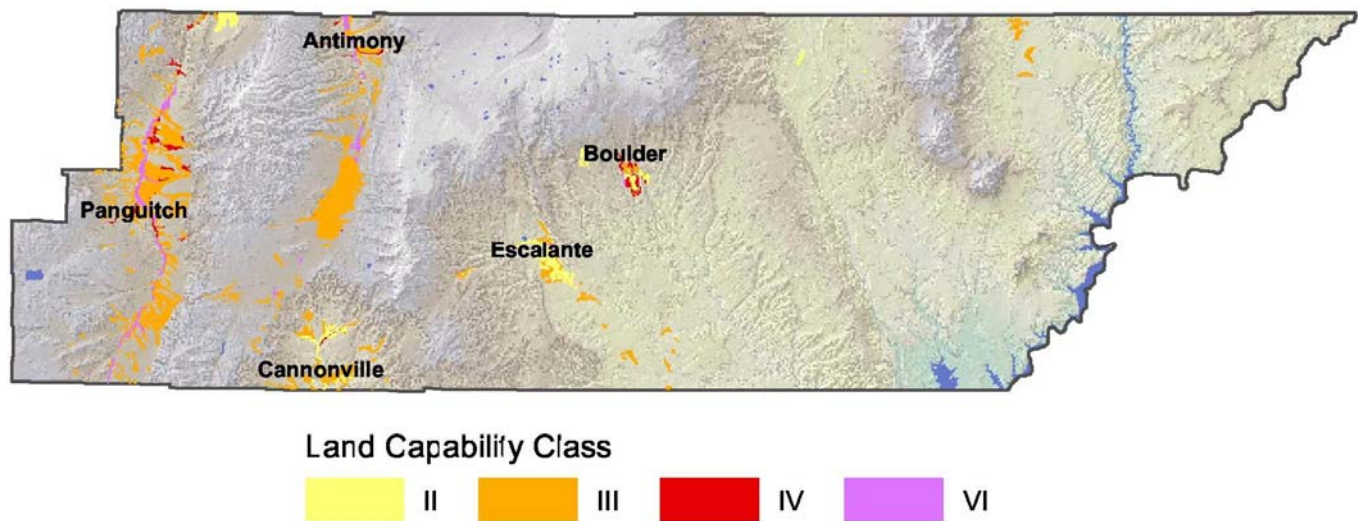 Antimony
Boulder
Panguitch
Escalante
Cannonville
Land Capability Class
II
III
IV
VI